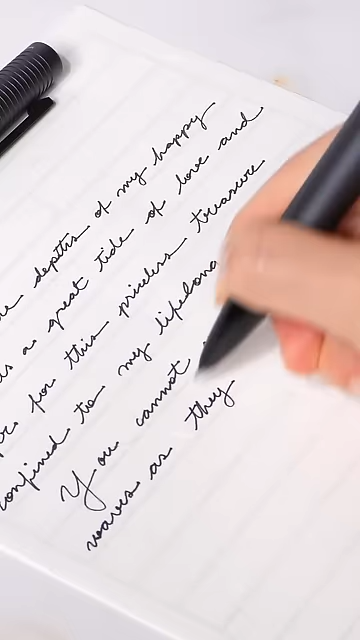 depths of my happy
a great tide of love and
for this priceless treasure
confined to my lifelong
You cannot
waves as they